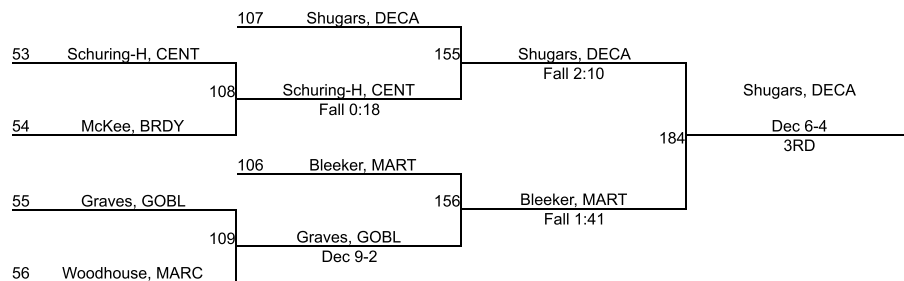 107 Shugars, DECA
53 Schuring-H, CENT
155 Shugars, DECA
Fall 2:10
108 Schuring-H, CENT
Fall 0:18
Shugars, DECA
54 McKee, BRDY
184 Dec 6-4
3RD
106 Bleeker, MART
55 Graves, GOBL
156 Bleeker, MART
Fall 1:41
109 Graves, GOBL
Dec 9-2
56 Woodhouse, MARC